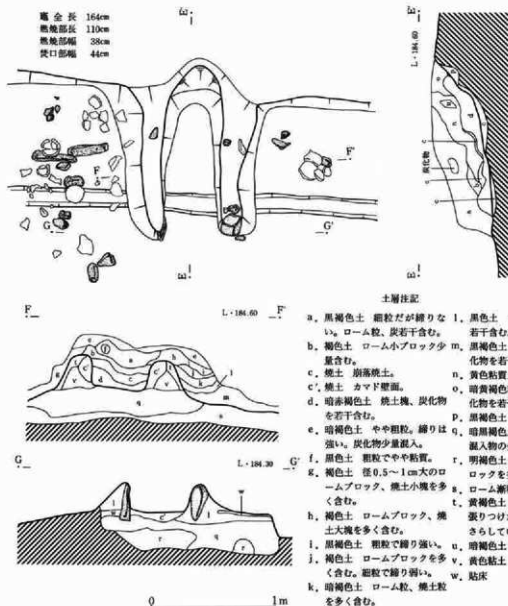 竈全長 164cm
燃焼部長 110cm
燃焼部幅 38cm
焚口部幅 44cm
E
E'
L・184.60
炭化物
F
F'
G
G'
E
E'
F
L・184.60
F'
G
L・184.30
G'
w
0 1m
土層注記
a. 黒褐色土 細粒だが締りな
い。ローム粒、炭若干含む。
b. 褐色土 ローム小ブロック少
量含む。
c. 焼土 崩落焼土。
c'. 焼土 カマド壁面。
d. 暗赤褐色土 焼土塊、炭化物
を若干含む。
e. 暗褐色土 やや粗粒。締りは
強い。炭化物少量混入。
f. 黒色土 粗粒でやや粘質。
g. 褐色土 径0.5〜1cm大のロ
ームブロック、焼土小塊を多
く含む。
h. 褐色土 ロームブロック、焼
土大塊を多く含む。
i. 黒褐色土 粗粒で締り強い。
j. 褐色土 ロームブロックを多
く含む。細粒で締り弱い。
k. 暗褐色土 ローム粒、焼土粒
を多く含む。
l. 黒色土
若干含む
m. 黒褐色土
化物を若
n. 黄色粘質
o. 暗黄褐色
化物を若干
p. 黒褐色土
q. 暗黒褐色
混入物の
r. 明褐色土
ロックを
s. ローム漸
t. 黄褐色土
張りつけ
さらしてい
u. 暗褐色土
v. 黄色粘土
w. 貼床